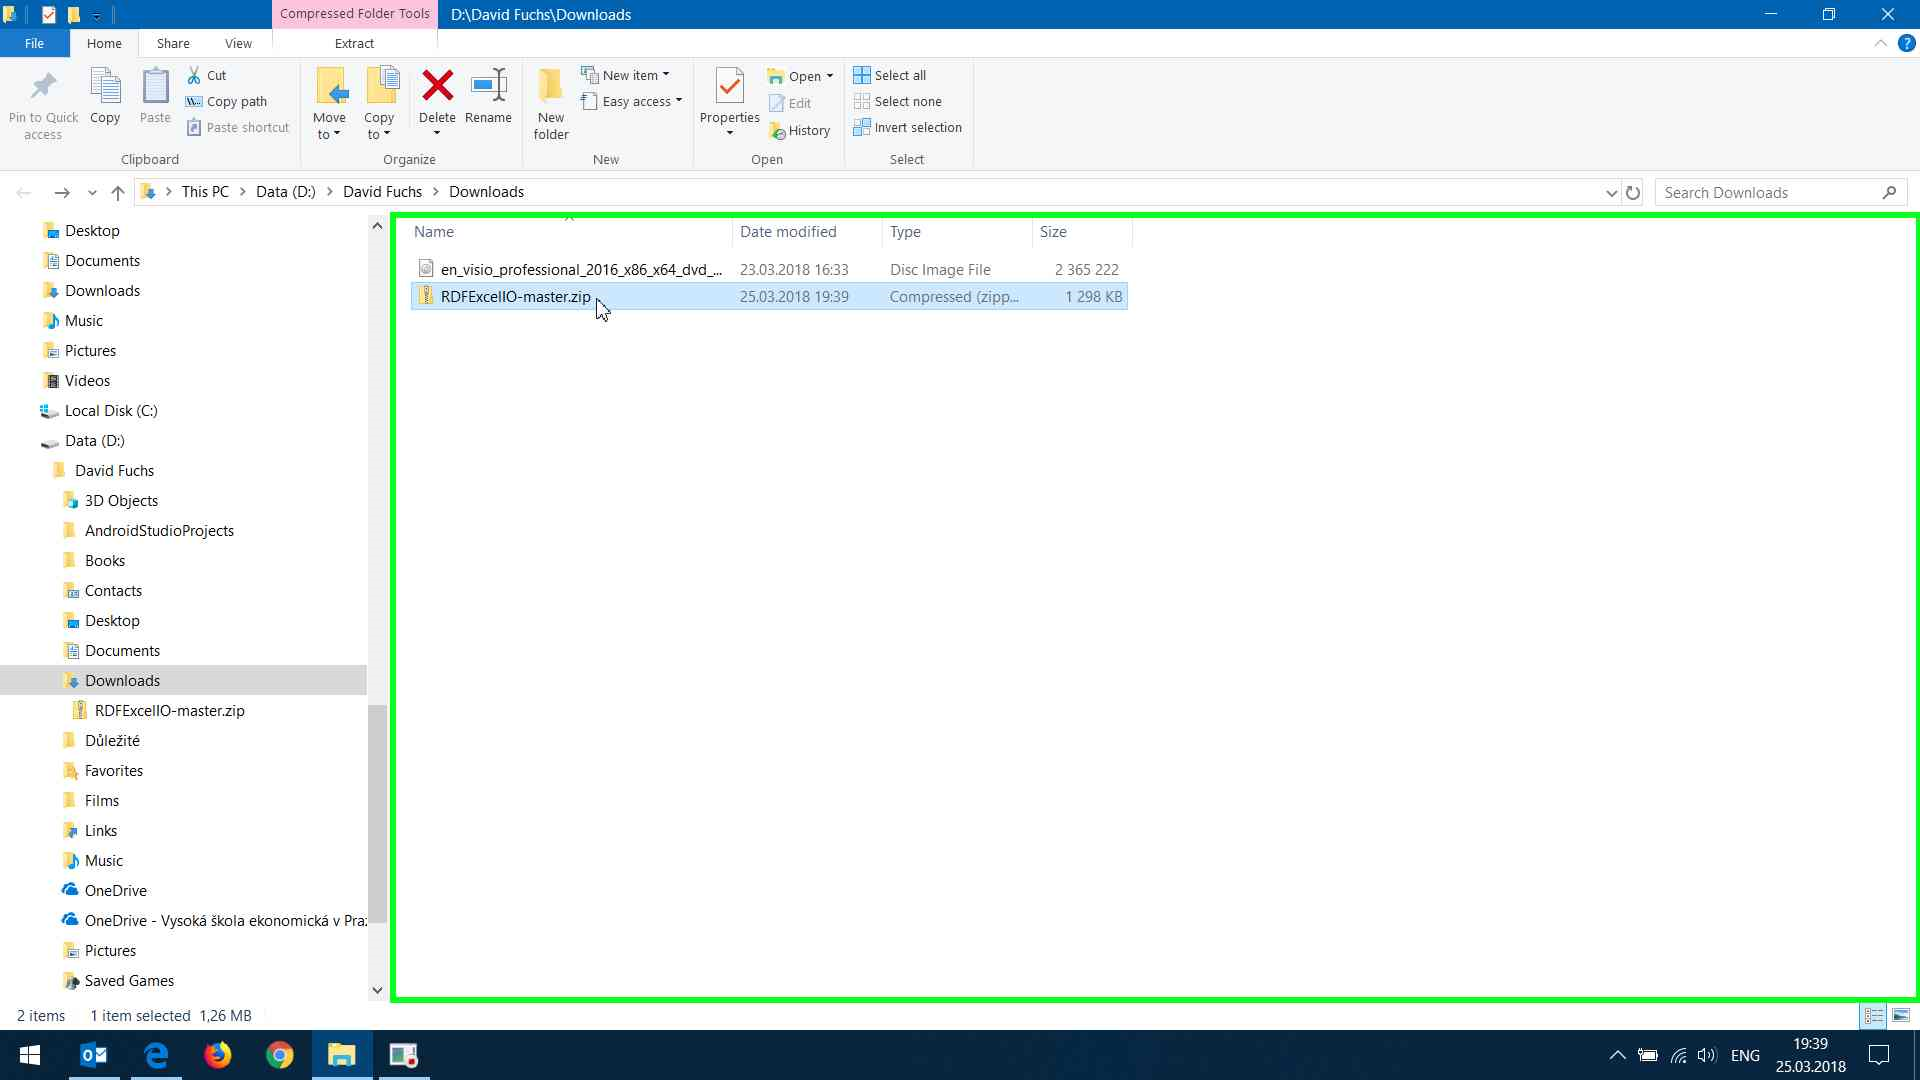 Compressed Folder Tools
D:\David Fuchs\Downloads
File
Home
Share
View
Extract
Pin to Quick access
Copy
Paste
Cut
Copy path
Paste shortcut
Clipboard
Move to
Copy to
Delete
Rename
Organize
New folder
New item
Easy access
New
Properties
Open
Edit
History
Open
Select all
Select none
Invert selection
Select
This PC > Data (D:) > David Fuchs > Downloads
Search Downloads
Desktop
Documents
Downloads
Music
Pictures
Videos
Local Disk (C:)
Data (D:)
David Fuchs
3D Objects
AndroidStudioProjects
Books
Contacts
Desktop
Documents
Downloads
RDFExcelIO-master.zip
Důležité
Favorites
Films
Links
Music
OneDrive
OneDrive - Vysoká škola ekonomická v Pra
Pictures
Saved Games
Name Date modified Type Size
en_visio_professional_2016_x86_x64_dvd_... 23.03.2018 16:33 Disc Image File 2 365 222
RDFExcelIO-master.zip 25.03.2018 19:39 Compressed (zipp... 1 298 KB
2 items 1 item selected 1,26 MB
ENG
19:39
25.03.2018